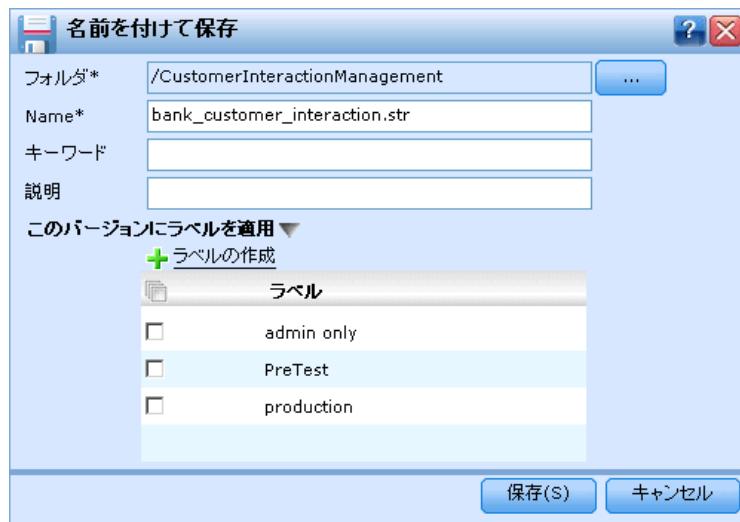 名前を付けて保存
?
フォルダ* /CustomerInteractionManagement ...
Name* bank_customer_interaction.str
キーワード
説明
このバージョンにラベルを適用
ラベルの作成
ラベル
admin only
PreTest
production
保存(S) キャンセル